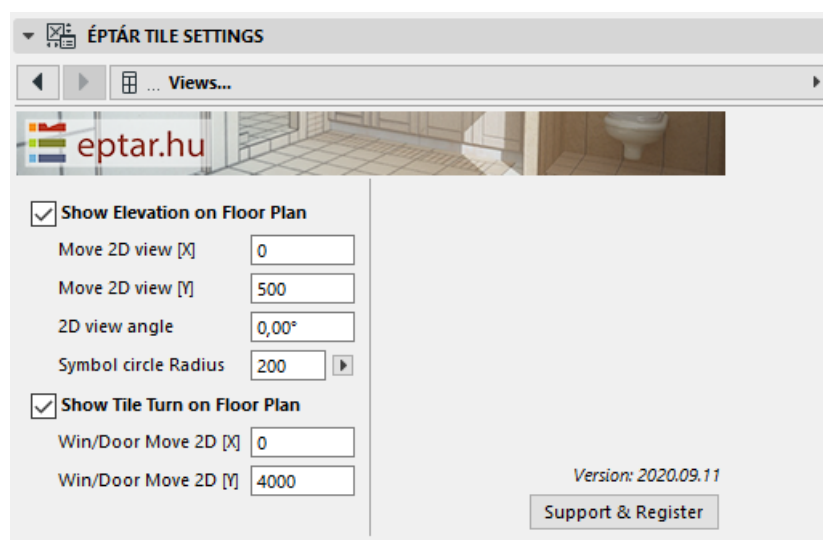 ÉPTÁR TILE SETTINGS
... Views...
eptar.hu
Show Elevation on Floor Plan
Move 2D view [X] 0
Move 2D view [Y] 500
2D view angle 0,00°
Symbol circle Radius 200
Show Tile Turn on Floor Plan
Win/Door Move 2D [X] 0
Win/Door Move 2D [Y] 4000
Version: 2020.09.11
Support & Register